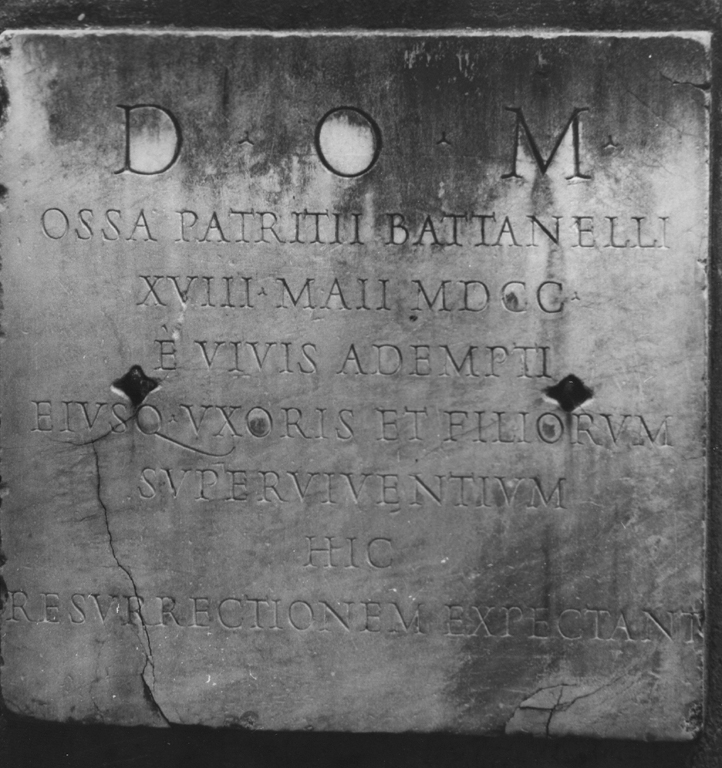 D · O · M ·
OSSA PATRITII BATTANELLI
XVIII · MAII MDCC ·
È VIVIS ADEMPTI
EIVSQ · VXORIS ET FILIORVM
SVPERVIVENTIVM
HIC
RESVRRECTIONEM EXPECTANT